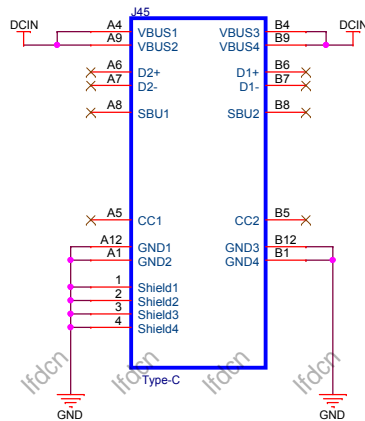 J45
DCIN A4 VBUS1 VBUS3 B4 DCIN
A9 VBUS2 VBUS4 B9
A6 D2+ D1+ B6
A7 D2- D1- B7
A8 SBU1 SBU2 B8
A5 CC1 CC2 B5
A12 GND1 GND3 B12
A1 GND2 GND4 B1
1 Shield1
2 Shield2
3 Shield3
4 Shield4
lfdcn lfdcn lfdcn lfdcn
Type-C
GND GND